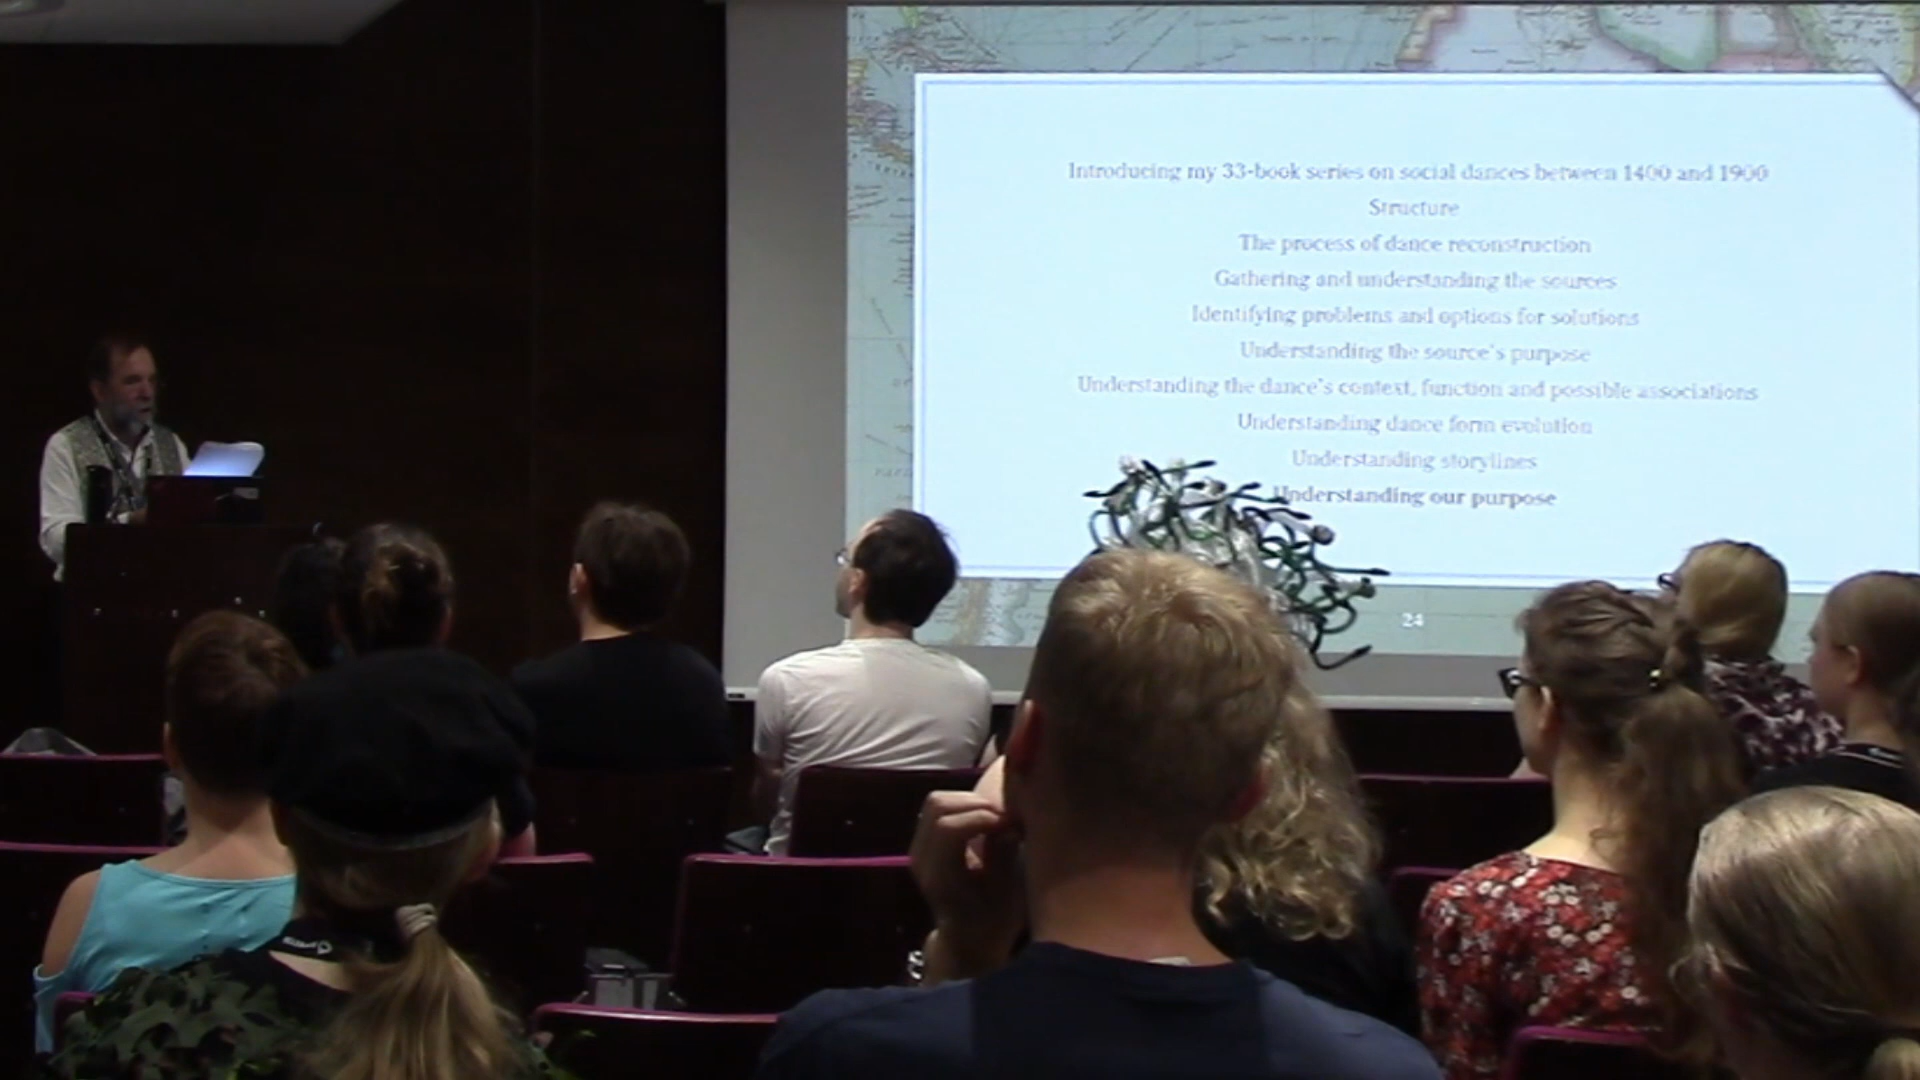 Introducing my 33-book series on social dances between 1400 and 1900
Structure
The process of dance reconstruction
Gathering and understanding the sources
Identifying problems and options for solutions
Understanding the source's purpose
Understanding the dance's context, function and possible associations
Understanding dance form evolution
Understanding storylines
Understanding our purpose
24